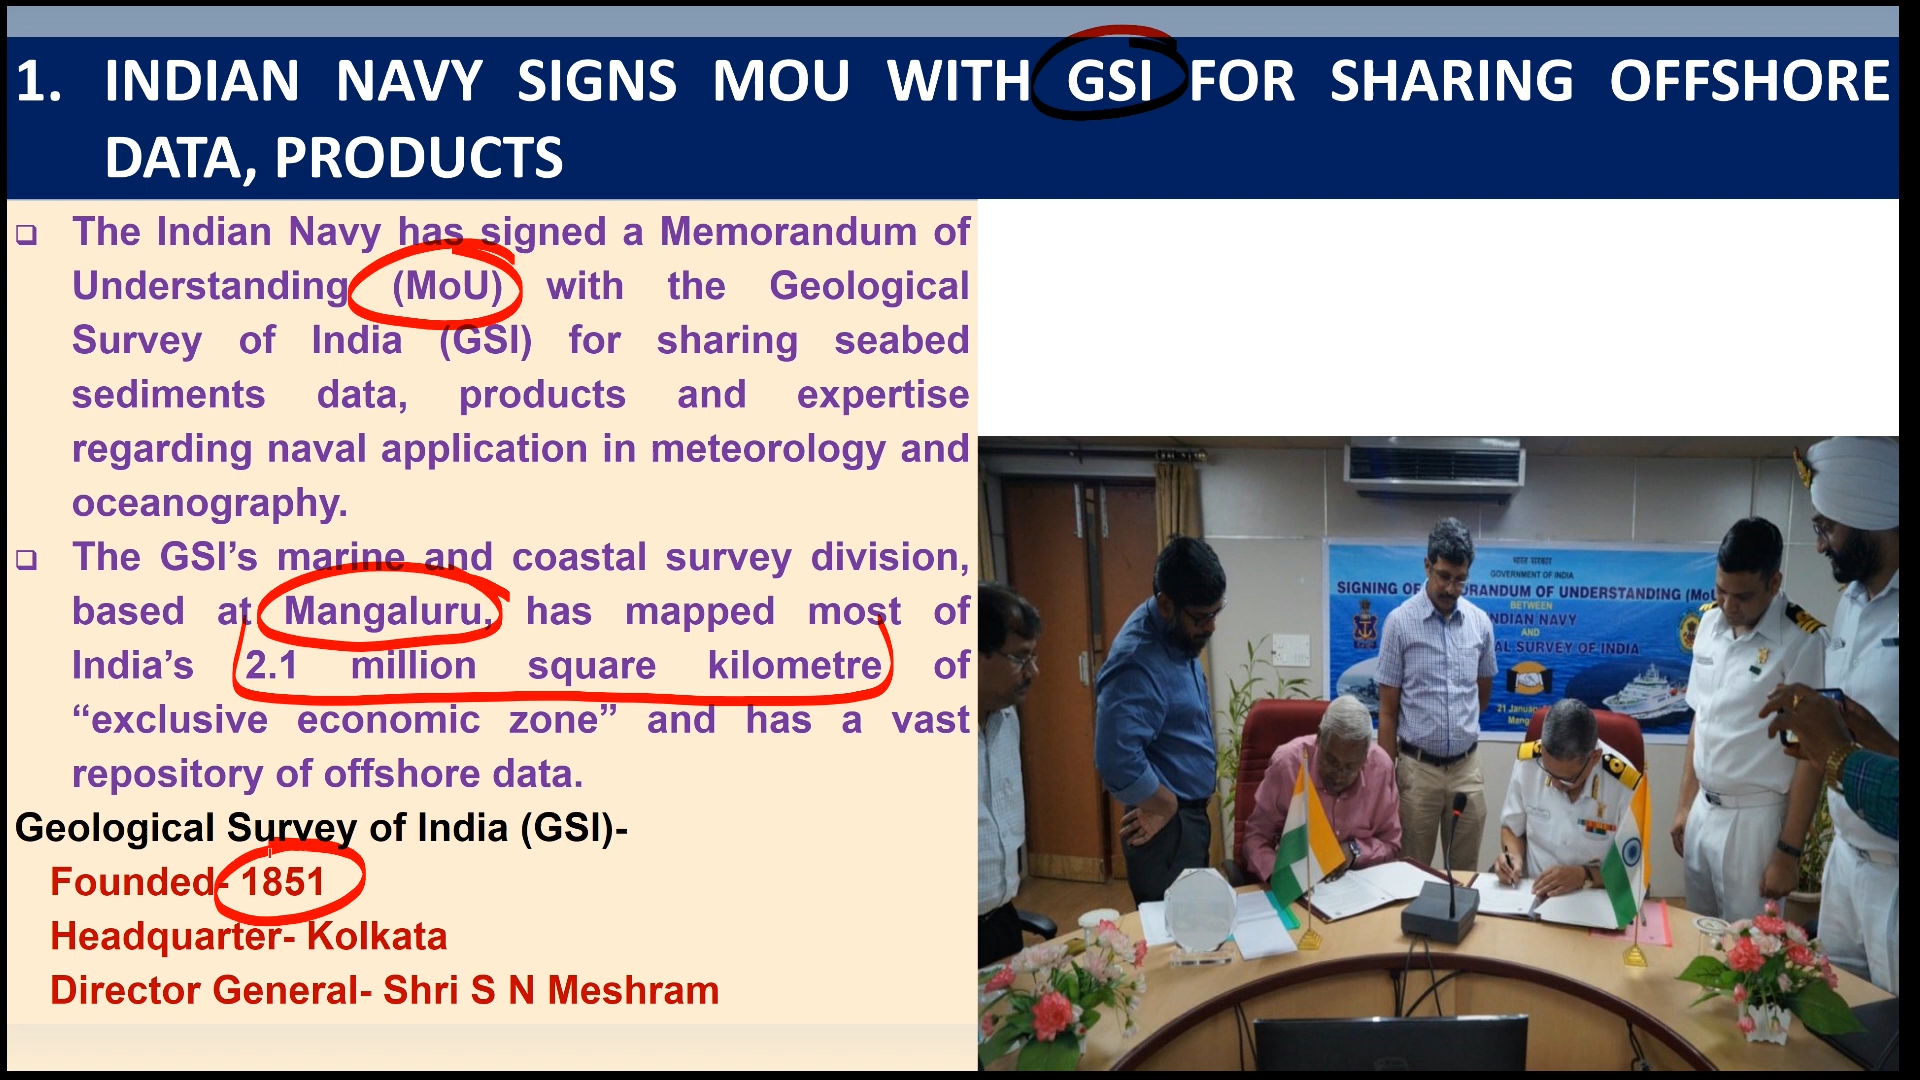 1. INDIAN NAVY SIGNS MOU WITH GSI FOR SHARING OFFSHORE
DATA, PRODUCTS
❑ The Indian Navy has signed a Memorandum of
Understanding (MoU) with the Geological
Survey of India (GSI) for sharing seabed
sediments data, products and expertise
regarding naval application in meteorology and
oceanography.
❑ The GSI’s marine and coastal survey division,
based at Mangaluru, has mapped most of
India’s 2.1 million square kilometre of
“exclusive economic zone” and has a vast
repository of offshore data.
Geological Survey of India (GSI)-
Founded- 1851
Headquarter- Kolkata
Director General- Shri S N Meshram
भारत सरकार
GOVERNMENT OF INDIA
SIGNING OF UNDERSTANDING (MoU
BETWEEN
INDIAN NAVY
AND
SURVEY OF INDIA
21